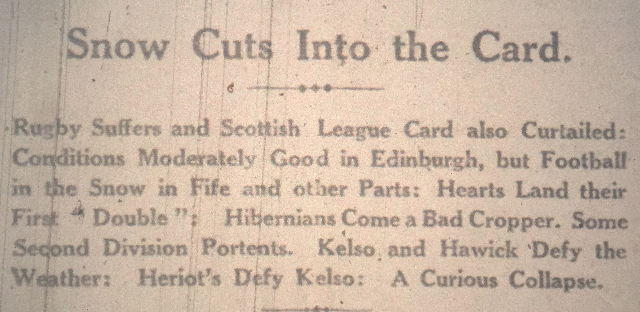 Snow Cuts Into the Card.
Rugby Suffers and Scottish League Card also Curtailed:
Conditions Moderately Good in Edinburgh, but Football
in the Snow in Fife and other Parts: Hearts Land their
First " Double ": Hibernians Come a Bad Cropper. Some
Second Division Portents. Kelso and Hawick Defy the
Weather: Heriot's Defy Kelso: A Curious Collapse.